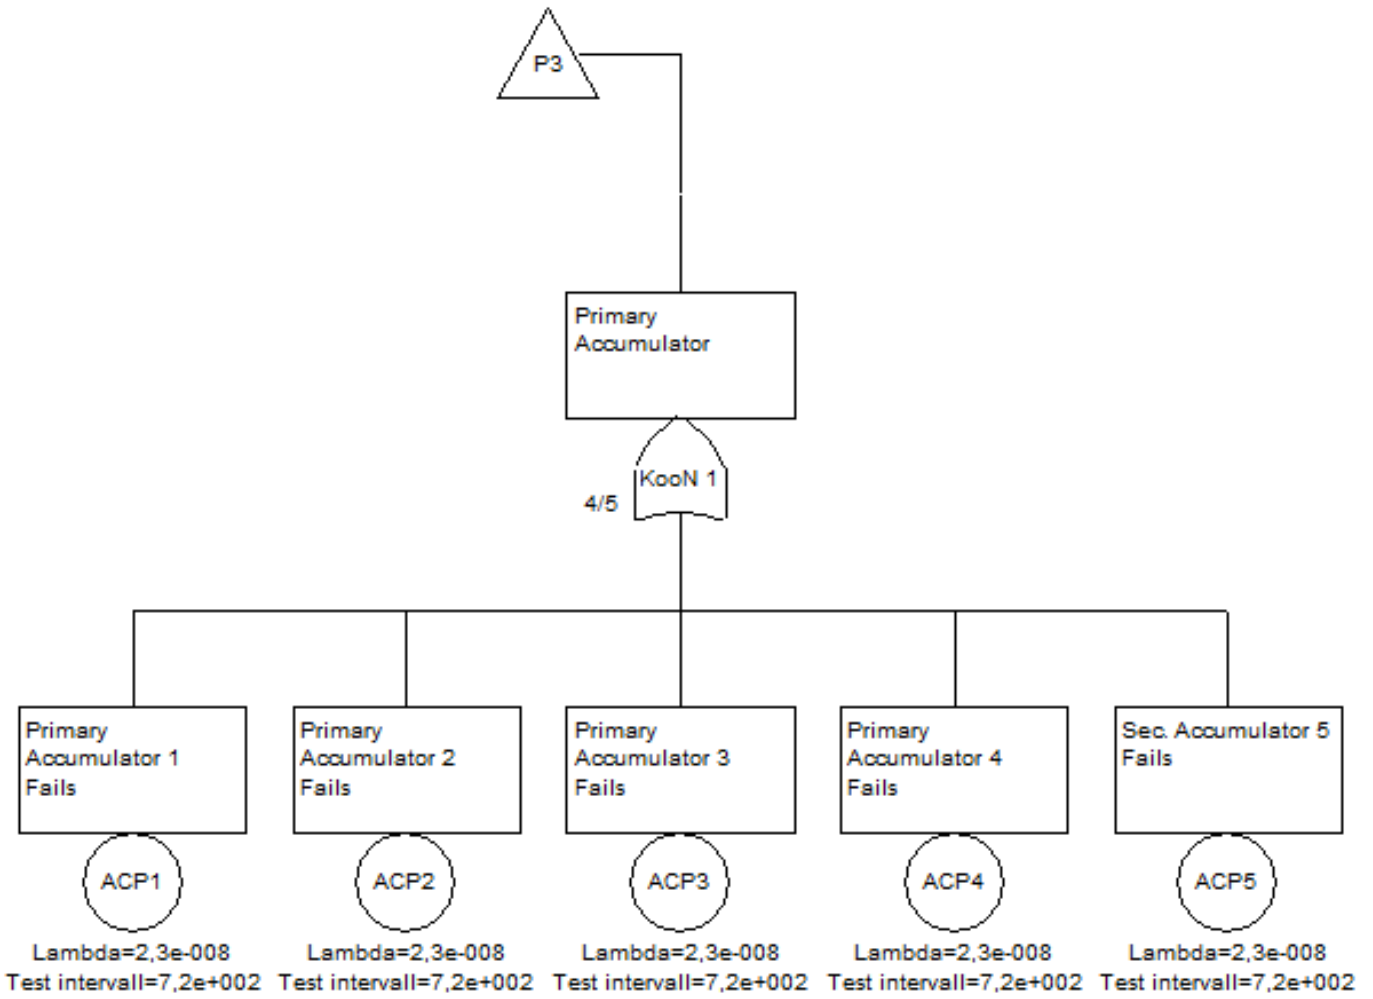 P3
Primary
Accumulator
KooN 1
4/5
Primary
Accumulator 1
Fails
Primary
Accumulator 2
Fails
Primary
Accumulator 3
Fails
Primary
Accumulator 4
Fails
Sec. Accumulator 5
Fails
ACP1
ACP2
ACP3
ACP4
ACP5
Lambda=2,3e-008
Test intervall=7,2e+002
Lambda=2,3e-008
Test intervall=7,2e+002
Lambda=2,3e-008
Test intervall=7,2e+002
Lambda=2,3e-008
Test intervall=7,2e+002
Lambda=2,3e-008
Test intervall=7,2e+002